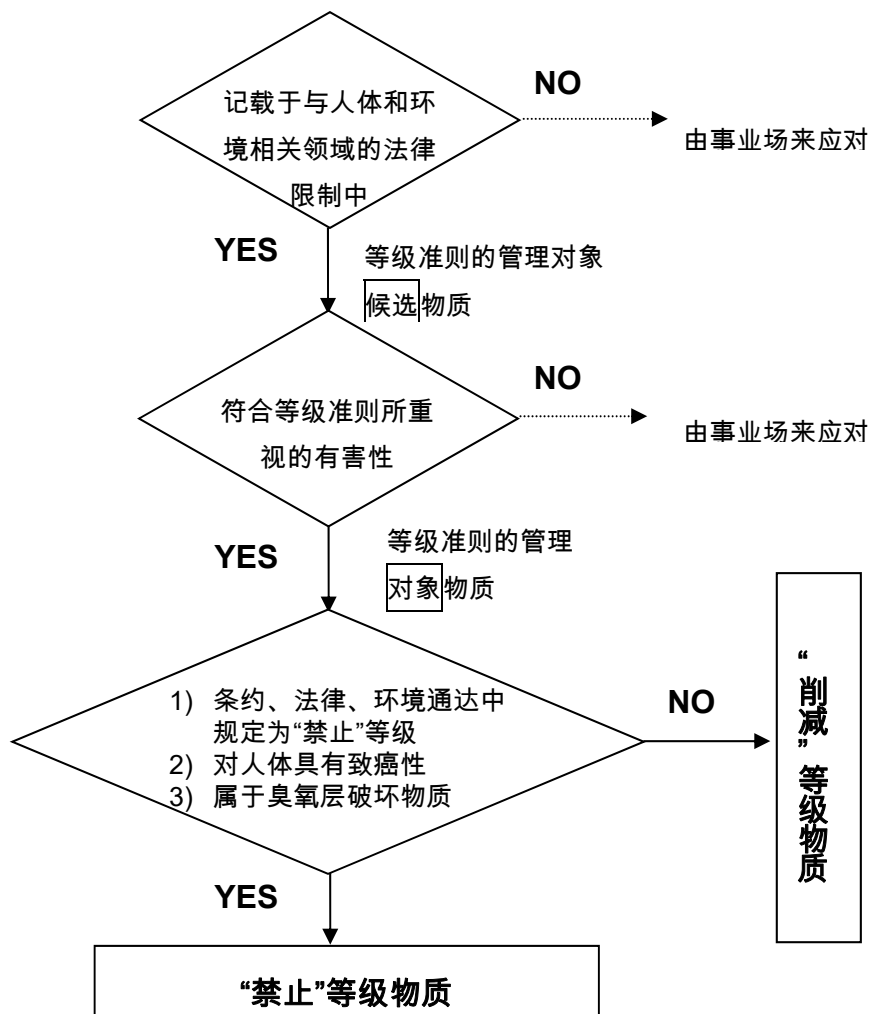 记载于与人体和环
境相关领域的法律
限制中
NO
由事业场来应对
YES
等级准则的管理对象
候选物质
符合等级准则所重
视的有害性
NO
由事业场来应对
YES
等级准则的管理
对象物质
1) 条约、法律、环境通达中
规定为“禁止”等级
2) 对人体具有致癌性
3) 属于臭氧层破坏物质
NO
“削减”等级物质
YES
“禁止”等级物质